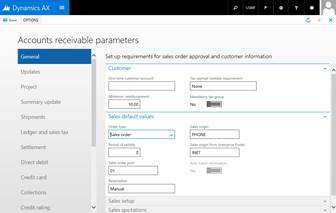 Dynamics AX
USMF
Save
OPTIONS
Accounts receivable parameters
General
Updates
Project
Summary update
Shipments
Ledger and sales tax
Settlement
Direct debit
Credit card
Collections
Credit rating
Set up requirements for sales order approval and customer information
Customer
One-time customer account
Minimum reimbursement
10.00
Tax exempt number requirement
None
Mandatory tax group
No
Sales default values
Order type
Sales order
Period of validity
0
Sales order pool
01
Reservation
Manual
Sales origin
PHONE
Sales origin from Enterprise Portal
INET
No
Sales setup
Sales quotations